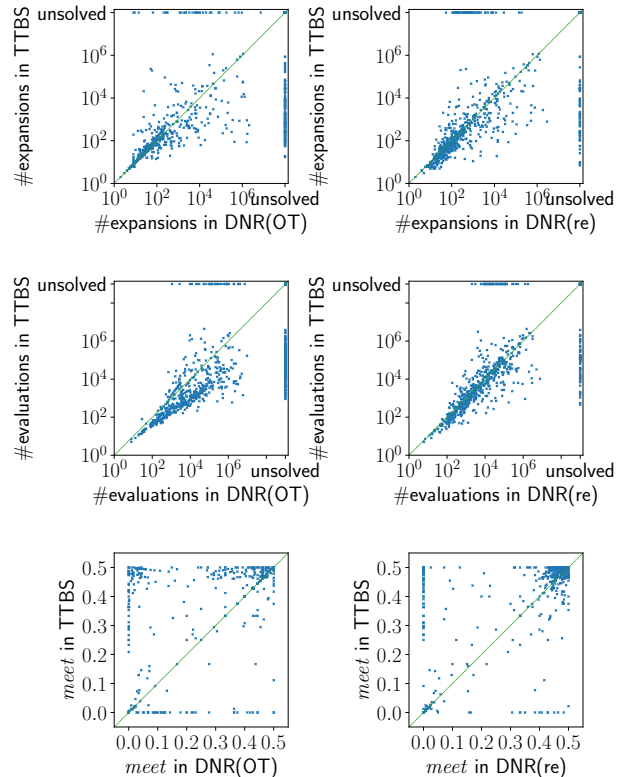 #expansions in TTBS
unsolved
10^6
10^4
10^2
10^0
10^0 10^2 10^4 10^6
unsolved
#expansions in DNR(OT)
#expansions in TTBS
unsolved
10^6
10^4
10^2
10^0
10^0 10^2 10^4 10^6
unsolved
#expansions in DNR(re)
#evaluations in TTBS
unsolved
10^6
10^4
10^2
10^0
10^0 10^2 10^4 10^6
unsolved
#evaluations in DNR(OT)
#evaluations in TTBS
unsolved
10^6
10^4
10^2
10^0
10^0 10^2 10^4 10^6
unsolved
#evaluations in DNR(re)
meet in TTBS
0.5
0.4
0.3
0.2
0.1
0.0
0.0 0.1 0.2 0.3 0.4 0.5
meet in DNR(OT)
meet in TTBS
0.5
0.4
0.3
0.2
0.1
0.0
0.0 0.1 0.2 0.3 0.4 0.5
meet in DNR(re)